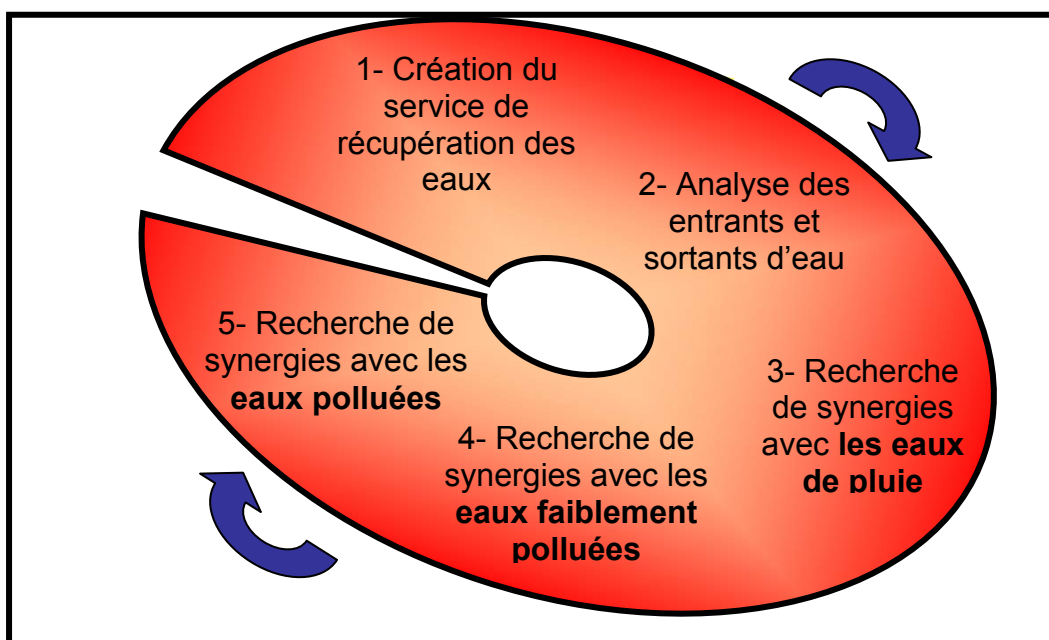 1- Création du
service de
récupération des
eaux
2- Analyse des
entrants et
sortants d’eau
3- Recherche
de synergies
avec les eaux
de pluie
4- Recherche de
synergies avec les
eaux faiblement
polluées
5- Recherche de
synergies avec les
eaux polluées